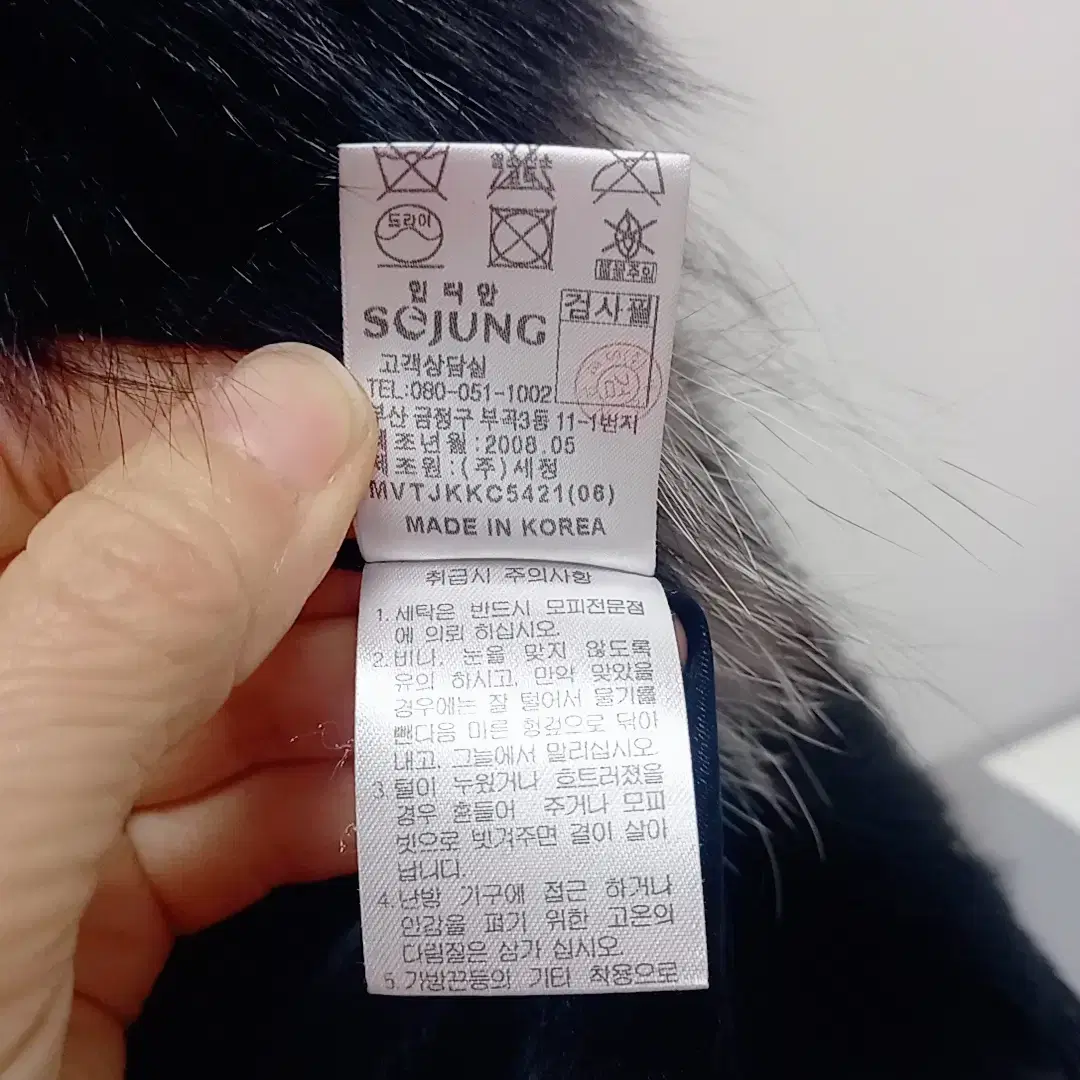 드라이
불꽃주의
인디안
SEJUNG
검사필
고객상담실
TEL:080-051-1002
부산 금정구 부곡3동 11-1번지
제조년월:2008.05
제조원:(주)세정
MVTJKKC5421(06)
MADE IN KOREA
취급시 주의사항
1. 세탁은 반드시 모피전문점
에 의뢰 하십시오.
2. 비나, 눈을 맞지 않도록
유의 하시고, 만약 맞았을
경우에는 잘 털어서 물기를
뺀다음 마른 헝겊으로 닦아
내고, 그늘에서 말리십시오.
3. 털이 누웠거나 흐트러졌을
경우 흔들어 주거나 모피
빗으로 빗겨주면 결이 살아
납니다.
4. 난방 기구에 접근 하거나
안감을 펴기 위한 고온의
다림질은 삼가 십시오.
5. 가방끈등의 기타 착용으로